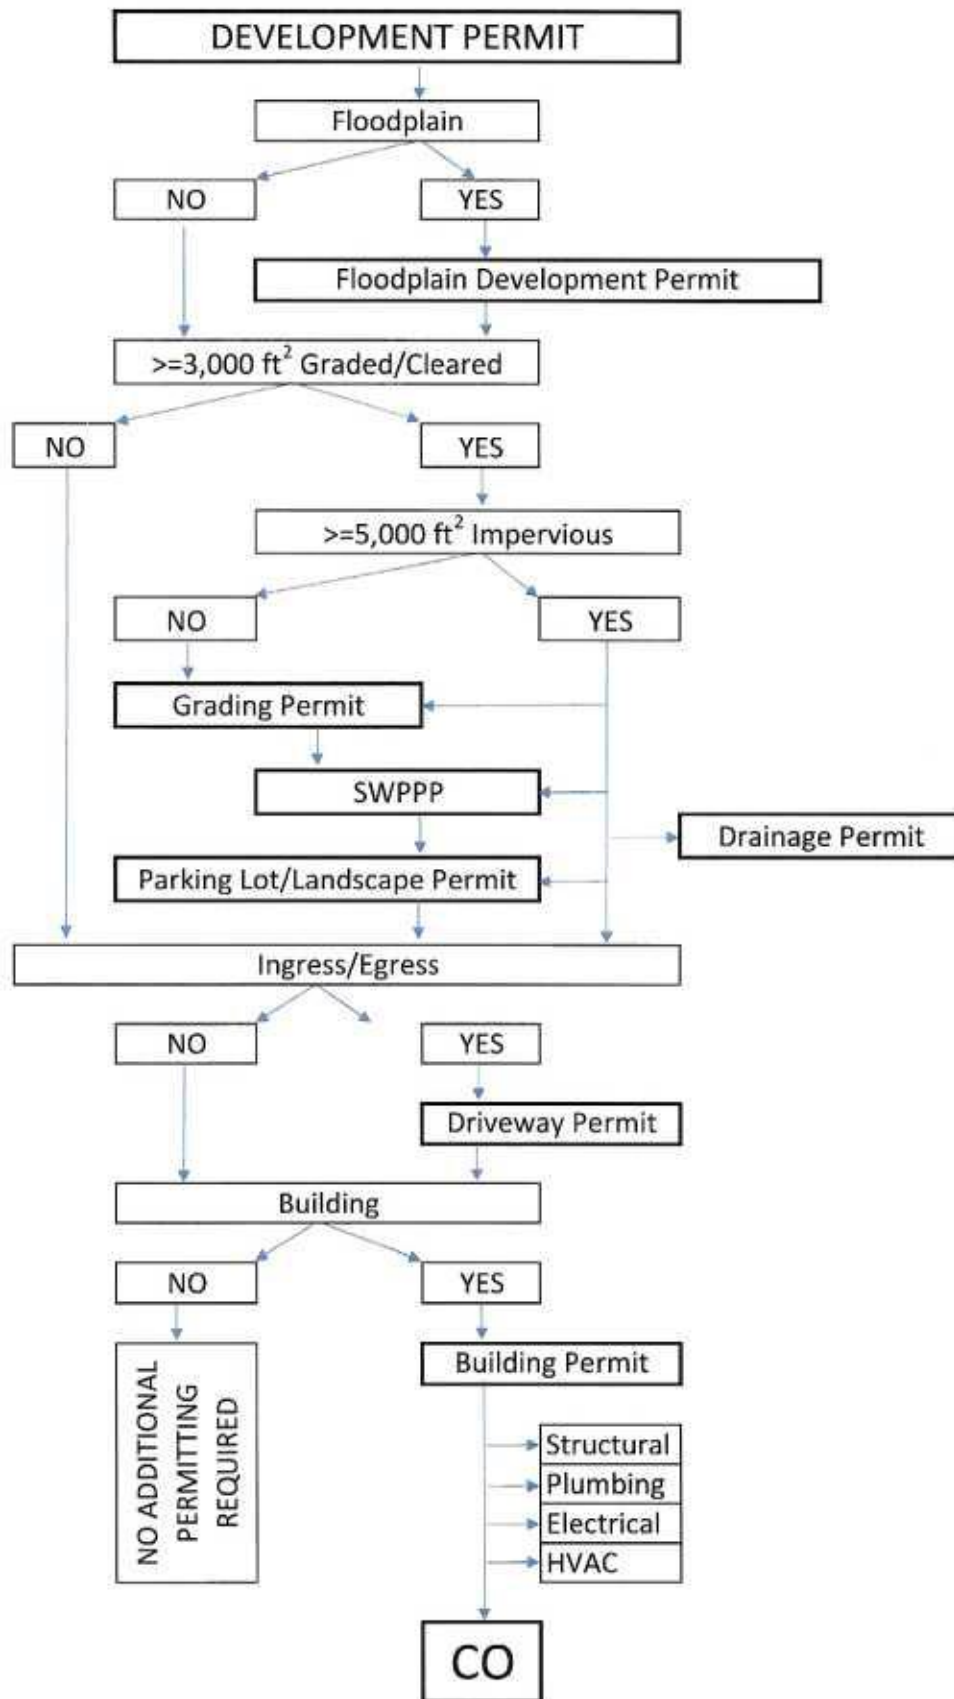 DEVELOPMENT PERMIT
Floodplain
NO
YES
Floodplain Development Permit
>=3,000 ft² Graded/Cleared
NO
YES
>=5,000 ft² Impervious
NO
YES
Grading Permit
SWPPP
Drainage Permit
Parking Lot/Landscape Permit
Ingress/Egress
NO
YES
Driveway Permit
Building
NO
YES
NO ADDITIONAL
PERMITTING
REQUIRED
Building Permit
Structural
Plumbing
Electrical
HVAC
CO